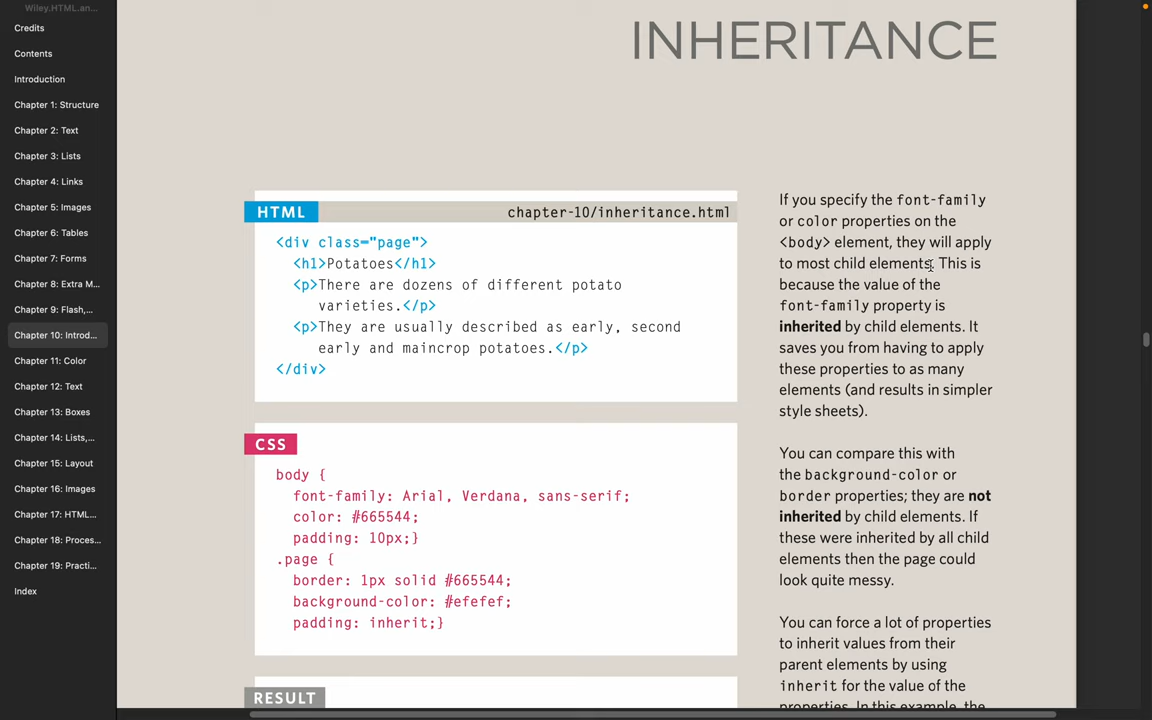 Wiley.HTML.an...
Credits
Contents
Introduction
Chapter 1: Structure
Chapter 2: Text
Chapter 3: Lists
Chapter 4: Links
Chapter 5: Images
Chapter 6: Tables
Chapter 7: Forms
Chapter 8: Extra M...
Chapter 9: Flash,...
Chapter 10: Introd...
Chapter 11: Color
Chapter 12: Text
Chapter 13: Boxes
Chapter 14: Lists,...
Chapter 15: Layout
Chapter 16: Images
Chapter 17: HTML...
Chapter 18: Proces...
Chapter 19: Practi...
Index
INHERITANCE
HTML chapter-10/inheritance.html
<div class="page">
<h1>Potatoes</h1>
<p>There are dozens of different potato
varieties.</p>
<p>They are usually described as early, second
early and maincrop potatoes.</p>
</div>
CSS
body {
font-family: Arial, Verdana, sans-serif;
color: #665544;
padding: 10px;}
.page {
border: 1px solid #665544;
background-color: #efefef;
padding: inherit;}
RESULT
If you specify the font-family
or color properties on the
<body> element, they will apply
to most child elements. This is
because the value of the
font-family property is
inherited by child elements. It
saves you from having to apply
these properties to as many
elements (and results in simpler
style sheets).
You can compare this with
the background-color or
border properties; they are not
inherited by child elements. If
these were inherited by all child
elements then the page could
look quite messy.
You can force a lot of properties
to inherit values from their
parent elements by using
inherit for the value of the
properties. In this example, the